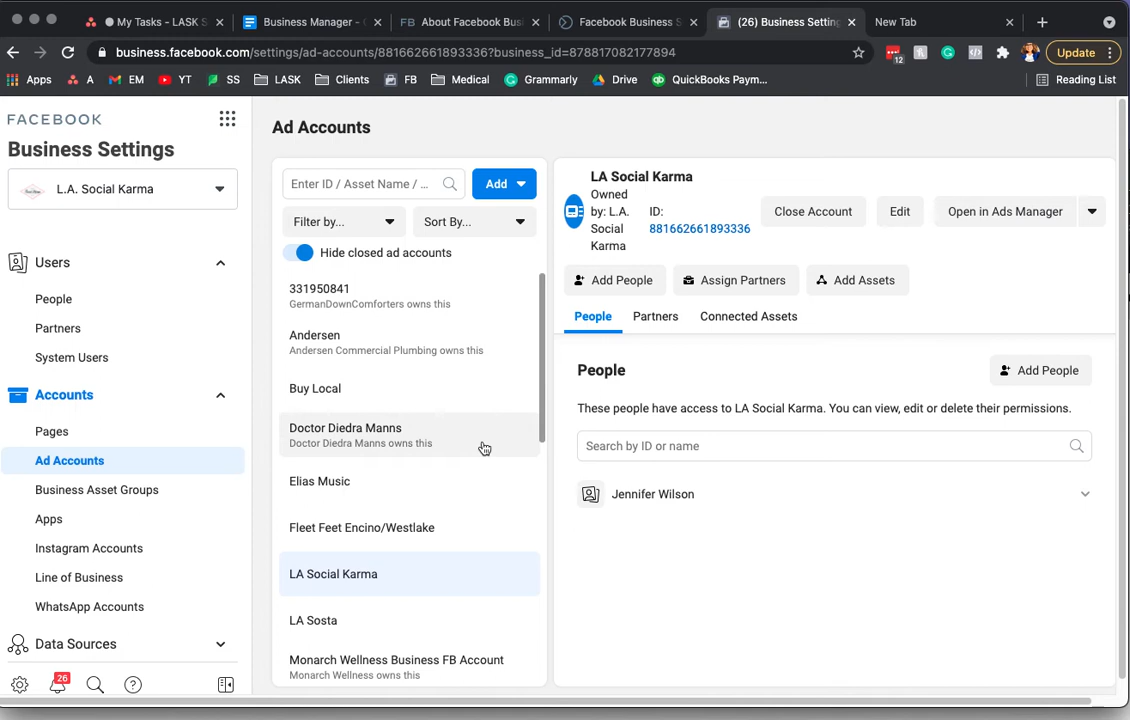 My Tasks - LASK S
Business Manager - G
FB About Facebook Busi
Facebook Business S
(26) Business Setting
New Tab
business.facebook.com/settings/ad-accounts/881662661893336?business_id=878817082177894
12
Update
Apps
A
EM
YT
SS
LASK
Clients
FB
Medical
Grammarly
Drive
QuickBooks Paym...
Reading List
FACEBOOK
Business Settings
L.A. Social Karma
Users
People
Partners
System Users
Accounts
Pages
Ad Accounts
Business Asset Groups
Apps
Instagram Accounts
Line of Business
WhatsApp Accounts
Data Sources
26
Ad Accounts
Enter ID / Asset Name / ...
Add
Filter by...
Sort By...
Hide closed ad accounts
331950841
GermanDownComforters owns this
Andersen
Andersen Commercial Plumbing owns this
Buy Local
Doctor Diedra Manns
Doctor Diedra Manns owns this
Elias Music
Fleet Feet Encino/Westlake
LA Social Karma
LA Sosta
Monarch Wellness Business FB Account
Monarch Wellness owns this
LA Social Karma
Owned
by: L.A.
Social
Karma
ID:
881662661893336
Close Account
Edit
Open in Ads Manager
Add People
Assign Partners
Add Assets
People
Partners
Connected Assets
People
Add People
These people have access to LA Social Karma. You can view, edit or delete their permissions.
Search by ID or name
Jennifer Wilson